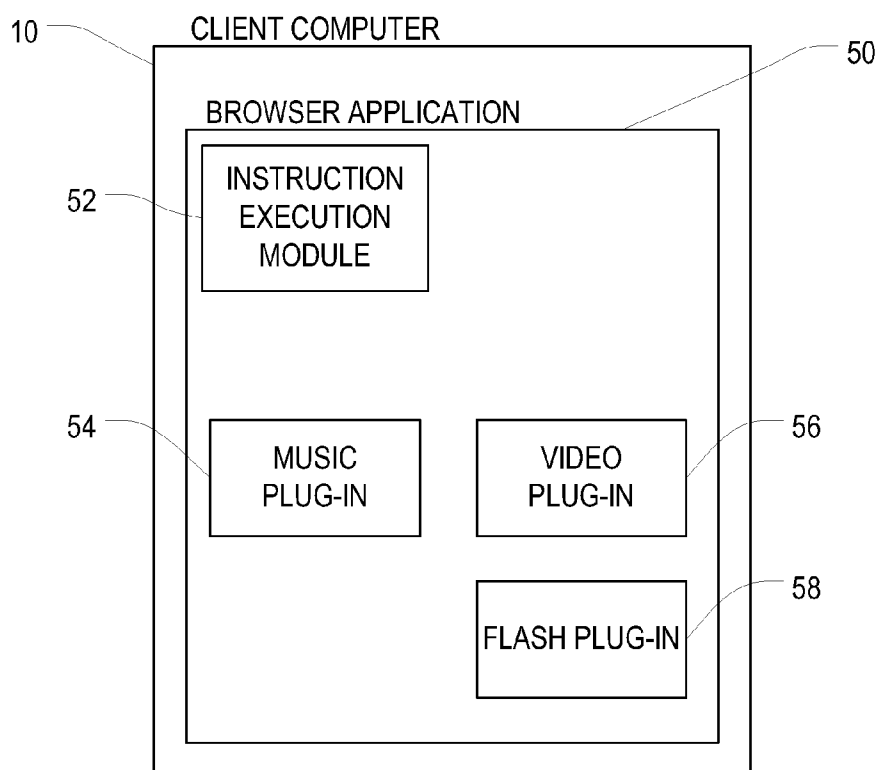 CLIENT COMPUTER
10
50
BROWSER APPLICATION
INSTRUCTION
EXECUTION
MODULE
52
54
MUSIC
PLUG-IN
VIDEO
PLUG-IN
56
58
FLASH PLUG-IN